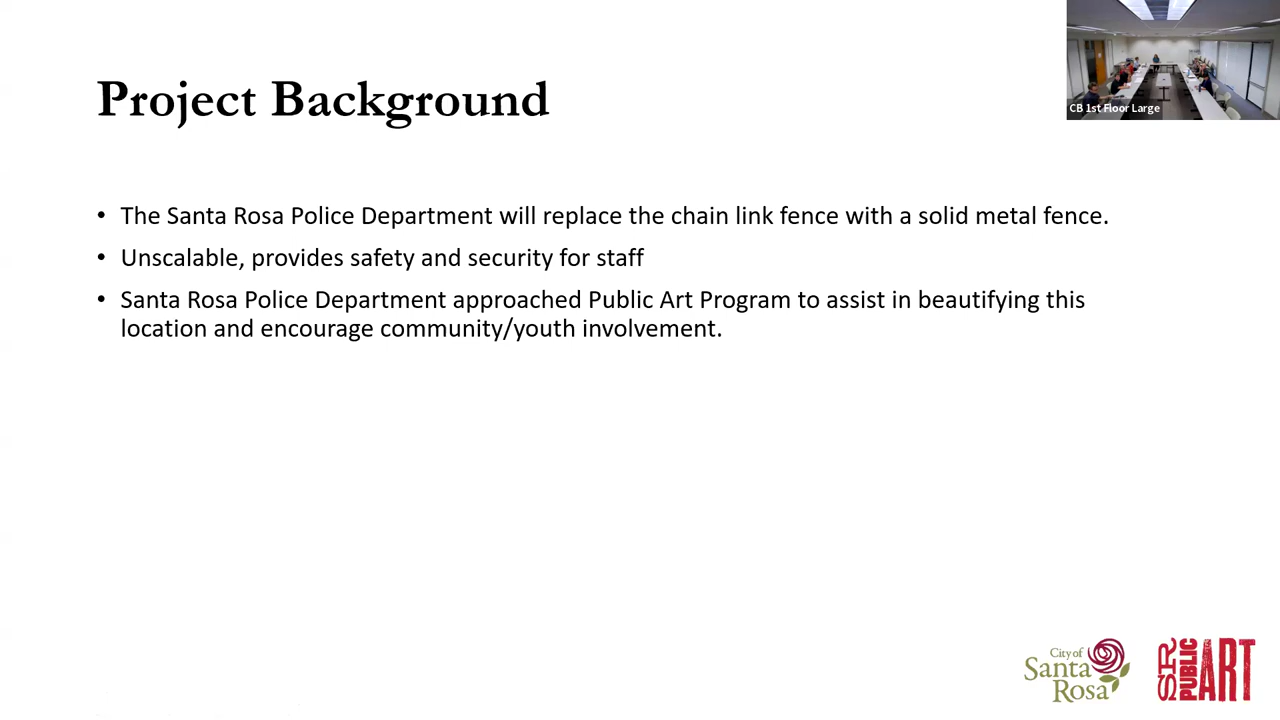 Project Background
CB 1st Floor Large
• The Santa Rosa Police Department will replace the chain link fence with a solid metal fence.
• Unscalable, provides safety and security for staff
• Santa Rosa Police Department approached Public Art Program to assist in beautifying this
location and encourage community/youth involvement.
City of
Santa
Rosa
SR
PUBLIC
ART